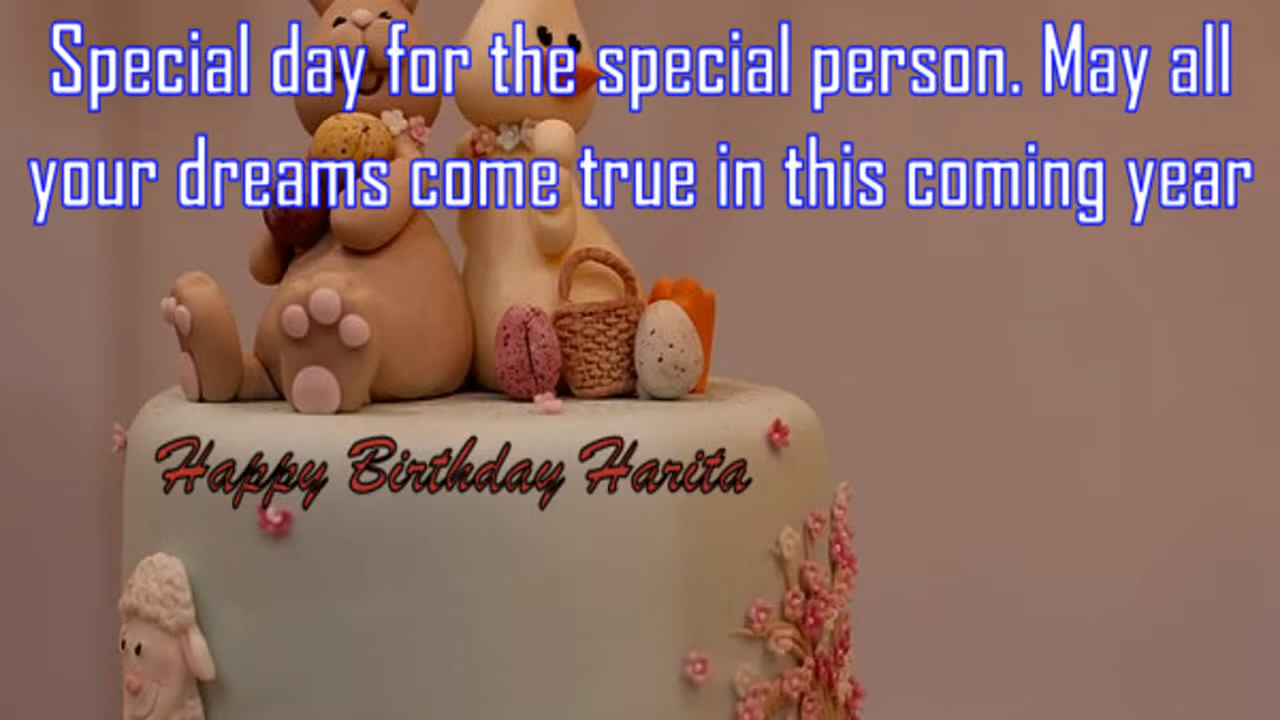 Special day for the special person. May all
your dreams come true in this coming year
Happy Birthday Harita